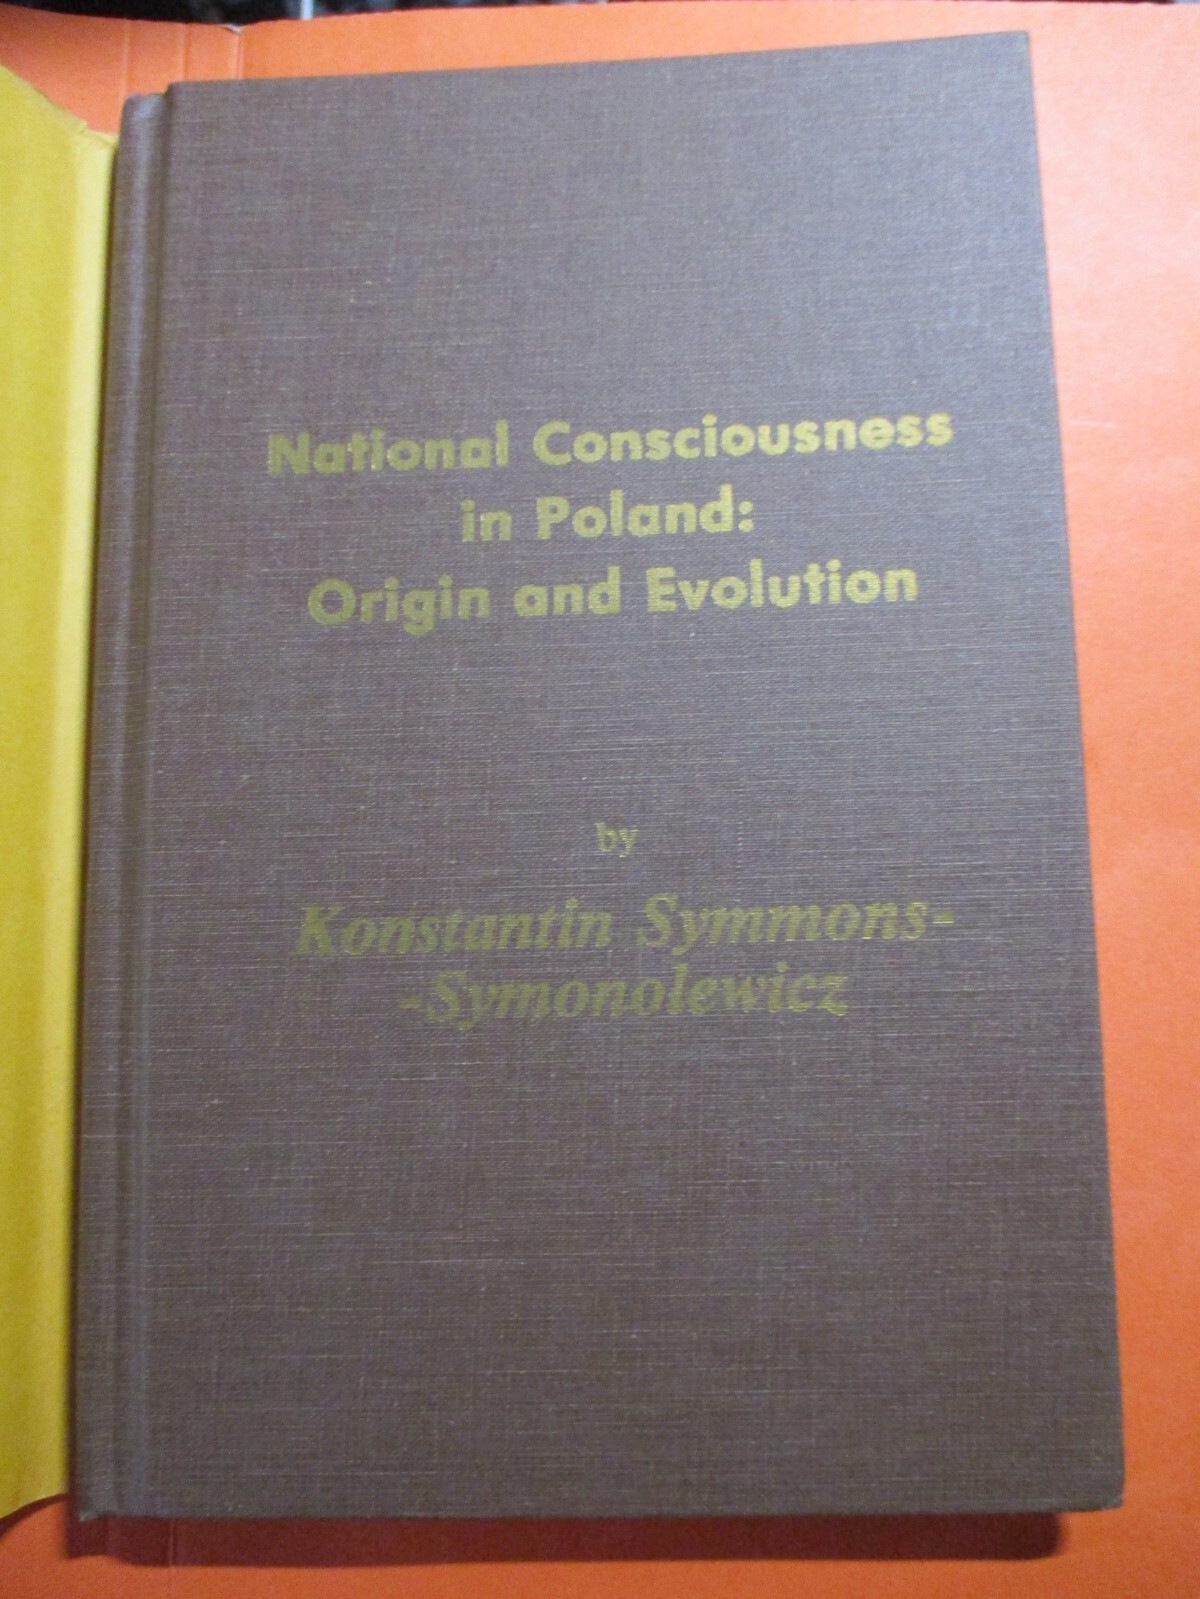 National Consciousness
in Poland:
Origin and Evolution
by
Konstantin Symmons-
-Symonolewicz